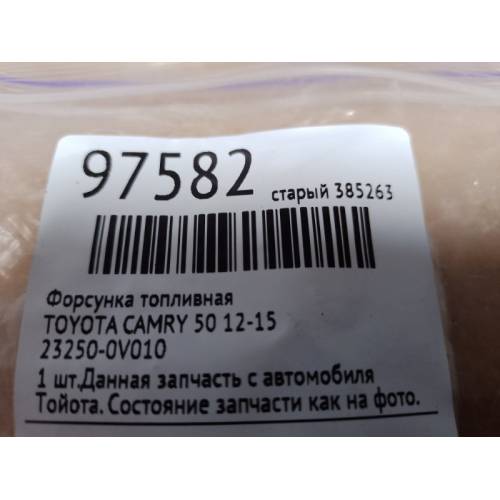 97582 старый 385263
Форсунка топливная
TOYOTA CAMRY 50 12-15
23250-0V010
1 шт.Данная запчасть с автомобиля
Тойота. Состояние запчасти как на фото.